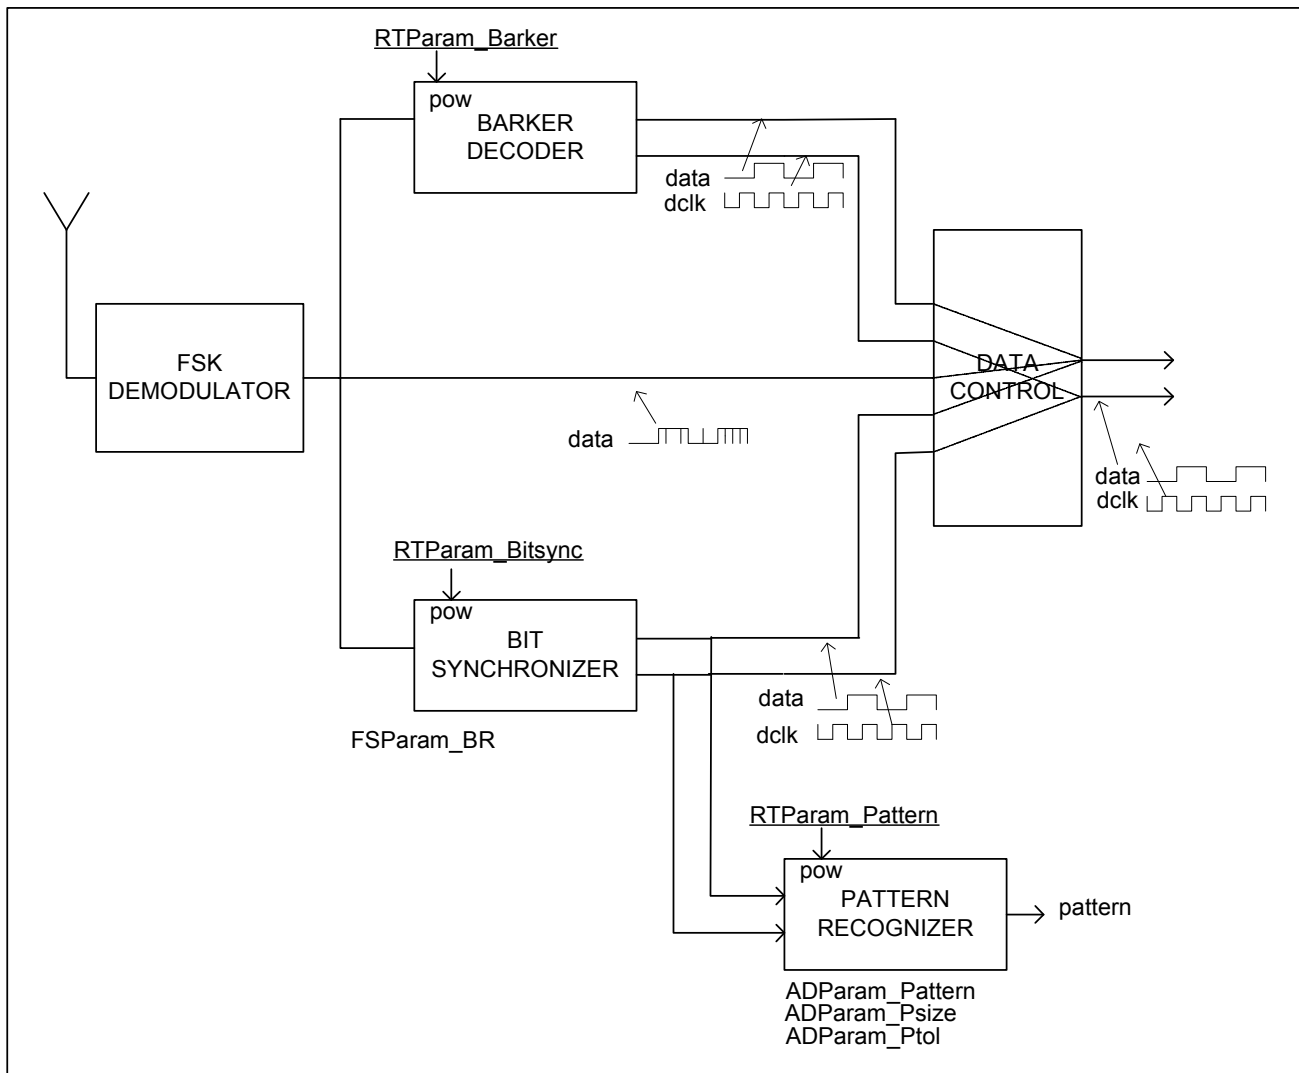 RTParam_Barker
pow
BARKER
DECODER
data
dclk
FSK
DEMODULATOR
DATA
CONTROL
data
data
dclk
RTParam_Bitsync
pow
BIT
SYNCHRONIZER
data
dclk
FSParam_BR
RTParam_Pattern
pow
PATTERN
RECOGNIZER
pattern
ADParam_Pattern
ADParam_Psize
ADParam_Ptol